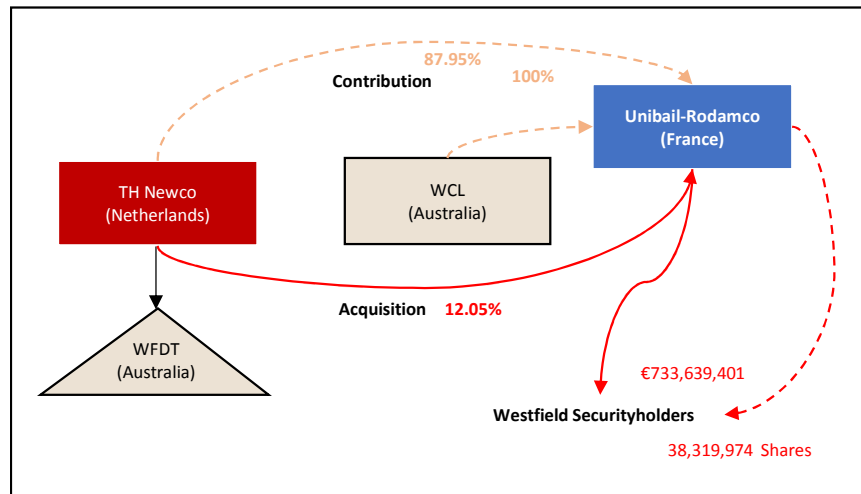 87.95%
Contribution
100%
Unibail-Rodamco
(France)
TH Newco
(Netherlands)
WCL
(Australia)
Acquisition 12.05%
WFDT
(Australia)
€733,639,401
Westfield Securityholders
38,319,974 Shares